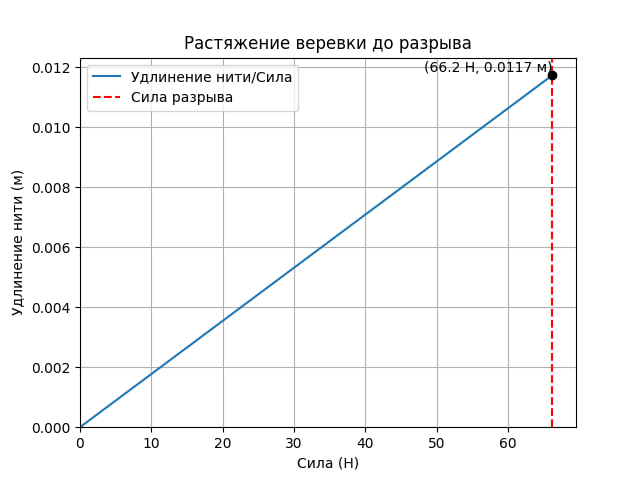 Растяжение веревки до разрыва
(66.2 Н, 0.0117 м)
Удлинение нити/Сила
Сила разрыва
0.012
0.010
0.008
0.006
0.004
0.002
0.000
Удлинение нити (м)
0 10 20 30 40 50 60
Сила (Н)